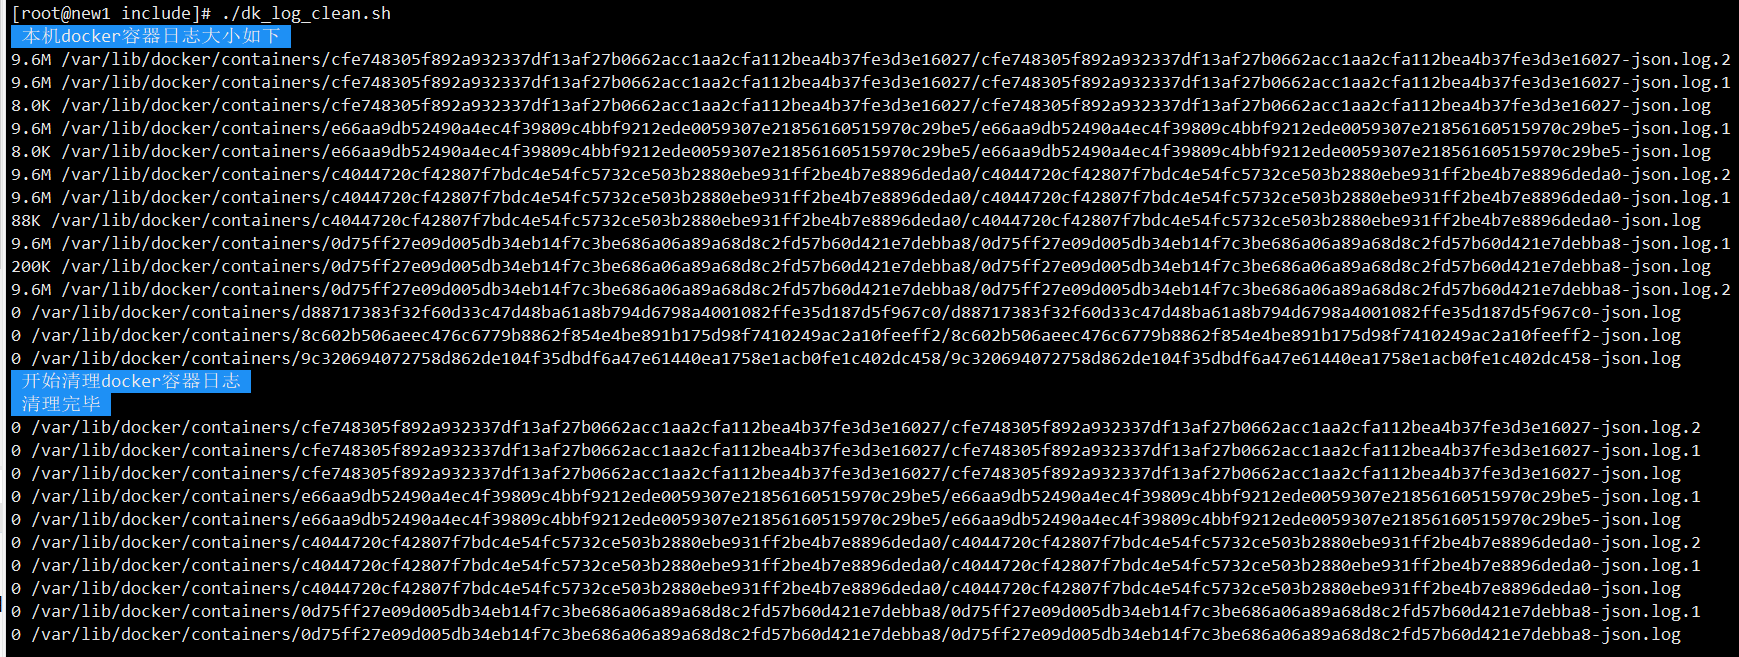 [root@new1 include]# ./dk_log_clean.sh
本机docker容器日志大小如下
9.6M /var/lib/docker/containers/cfe748305f892a932337df13af27b0662acc1aa2cfa112bea4b37fe3d3e16027/cfe748305f892a932337df13af27b0662acc1aa2cfa112bea4b37fe3d3e16027-json.log.2
9.6M /var/lib/docker/containers/cfe748305f892a932337df13af27b0662acc1aa2cfa112bea4b37fe3d3e16027/cfe748305f892a932337df13af27b0662acc1aa2cfa112bea4b37fe3d3e16027-json.log.1
8.0K /var/lib/docker/containers/cfe748305f892a932337df13af27b0662acc1aa2cfa112bea4b37fe3d3e16027/cfe748305f892a932337df13af27b0662acc1aa2cfa112bea4b37fe3d3e16027-json.log
9.6M /var/lib/docker/containers/e66aa9db52490a4ec4f39809c4bbf9212ede0059307e21856160515970c29be5/e66aa9db52490a4ec4f39809c4bbf9212ede0059307e21856160515970c29be5-json.log.1
8.0K /var/lib/docker/containers/e66aa9db52490a4ec4f39809c4bbf9212ede0059307e21856160515970c29be5/e66aa9db52490a4ec4f39809c4bbf9212ede0059307e21856160515970c29be5-json.log
9.6M /var/lib/docker/containers/c4044720cf42807f7bdc4e54fc5732ce503b2880ebe931ff2be4b7e8896deda0/c4044720cf42807f7bdc4e54fc5732ce503b2880ebe931ff2be4b7e8896deda0-json.log.2
9.6M /var/lib/docker/containers/c4044720cf42807f7bdc4e54fc5732ce503b2880ebe931ff2be4b7e8896deda0/c4044720cf42807f7bdc4e54fc5732ce503b2880ebe931ff2be4b7e8896deda0-json.log.1
88K /var/lib/docker/containers/c4044720cf42807f7bdc4e54fc5732ce503b2880ebe931ff2be4b7e8896deda0/c4044720cf42807f7bdc4e54fc5732ce503b2880ebe931ff2be4b7e8896deda0-json.log
9.6M /var/lib/docker/containers/0d75ff27e09d005db34eb14f7c3be686a06a89a68d8c2fd57b60d421e7debba8/0d75ff27e09d005db34eb14f7c3be686a06a89a68d8c2fd57b60d421e7debba8-json.log.1
200K /var/lib/docker/containers/0d75ff27e09d005db34eb14f7c3be686a06a89a68d8c2fd57b60d421e7debba8/0d75ff27e09d005db34eb14f7c3be686a06a89a68d8c2fd57b60d421e7debba8-json.log
9.6M /var/lib/docker/containers/0d75ff27e09d005db34eb14f7c3be686a06a89a68d8c2fd57b60d421e7debba8/0d75ff27e09d005db34eb14f7c3be686a06a89a68d8c2fd57b60d421e7debba8-json.log.2
0 /var/lib/docker/containers/d88717383f32f60d33c47d48ba61a8b794d6798a4001082ffe35d187d5f967c0/d88717383f32f60d33c47d48ba61a8b794d6798a4001082ffe35d187d5f967c0-json.log
0 /var/lib/docker/containers/8c602b506aeec476c6779b8862f854e4be891b175d98f7410249ac2a10feeff2/8c602b506aeec476c6779b8862f854e4be891b175d98f7410249ac2a10feeff2-json.log
0 /var/lib/docker/containers/9c320694072758d862de104f35dbdf6a47e61440ea1758e1acb0fe1c402dc458/9c320694072758d862de104f35dbdf6a47e61440ea1758e1acb0fe1c402dc458-json.log
开始清理docker容器日志
清理完毕
0 /var/lib/docker/containers/cfe748305f892a932337df13af27b0662acc1aa2cfa112bea4b37fe3d3e16027/cfe748305f892a932337df13af27b0662acc1aa2cfa112bea4b37fe3d3e16027-json.log.2
0 /var/lib/docker/containers/cfe748305f892a932337df13af27b0662acc1aa2cfa112bea4b37fe3d3e16027/cfe748305f892a932337df13af27b0662acc1aa2cfa112bea4b37fe3d3e16027-json.log.1
0 /var/lib/docker/containers/cfe748305f892a932337df13af27b0662acc1aa2cfa112bea4b37fe3d3e16027/cfe748305f892a932337df13af27b0662acc1aa2cfa112bea4b37fe3d3e16027-json.log
0 /var/lib/docker/containers/e66aa9db52490a4ec4f39809c4bbf9212ede0059307e21856160515970c29be5/e66aa9db52490a4ec4f39809c4bbf9212ede0059307e21856160515970c29be5-json.log.1
0 /var/lib/docker/containers/e66aa9db52490a4ec4f39809c4bbf9212ede0059307e21856160515970c29be5/e66aa9db52490a4ec4f39809c4bbf9212ede0059307e21856160515970c29be5-json.log
0 /var/lib/docker/containers/c4044720cf42807f7bdc4e54fc5732ce503b2880ebe931ff2be4b7e8896deda0/c4044720cf42807f7bdc4e54fc5732ce503b2880ebe931ff2be4b7e8896deda0-json.log.2
0 /var/lib/docker/containers/c4044720cf42807f7bdc4e54fc5732ce503b2880ebe931ff2be4b7e8896deda0/c4044720cf42807f7bdc4e54fc5732ce503b2880ebe931ff2be4b7e8896deda0-json.log.1
0 /var/lib/docker/containers/c4044720cf42807f7bdc4e54fc5732ce503b2880ebe931ff2be4b7e8896deda0/c4044720cf42807f7bdc4e54fc5732ce503b2880ebe931ff2be4b7e8896deda0-json.log
0 /var/lib/docker/containers/0d75ff27e09d005db34eb14f7c3be686a06a89a68d8c2fd57b60d421e7debba8/0d75ff27e09d005db34eb14f7c3be686a06a89a68d8c2fd57b60d421e7debba8-json.log.1
0 /var/lib/docker/containers/0d75ff27e09d005db34eb14f7c3be686a06a89a68d8c2fd57b60d421e7debba8/0d75ff27e09d005db34eb14f7c3be686a06a89a68d8c2fd57b60d421e7debba8-json.log